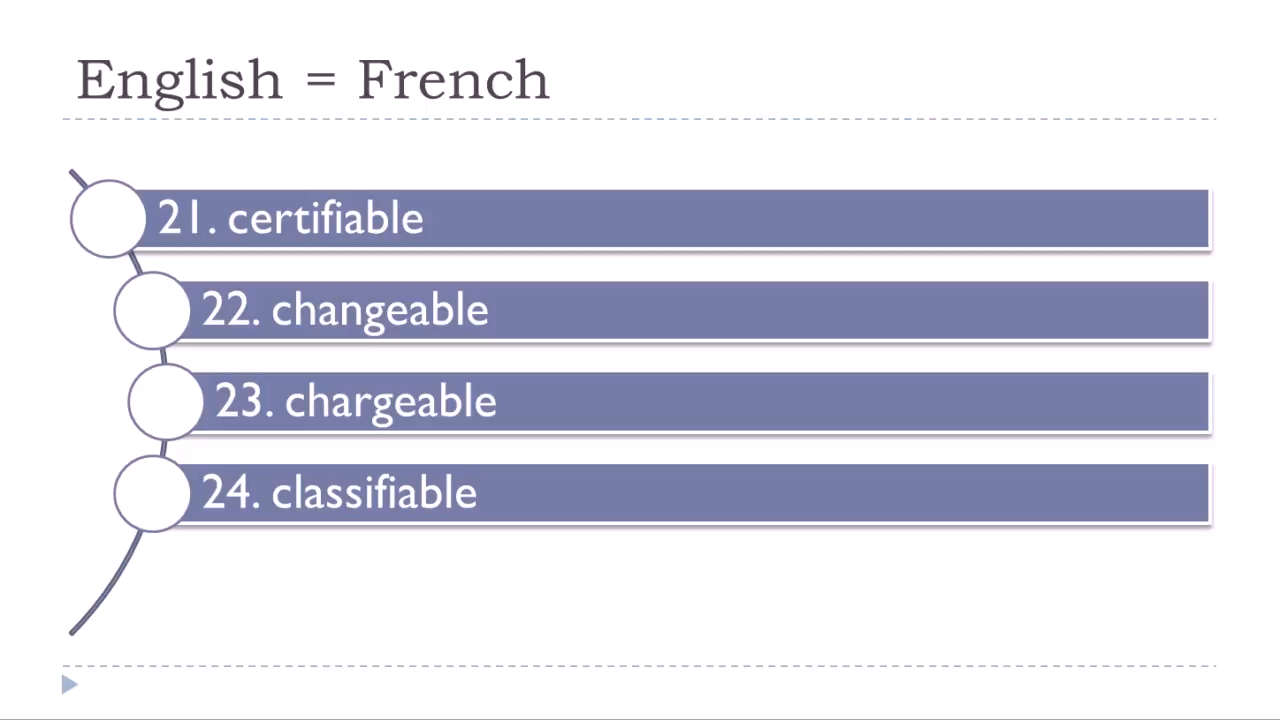 English = French
21. certifiable
22. changeable
23. chargeable
24. classifiable